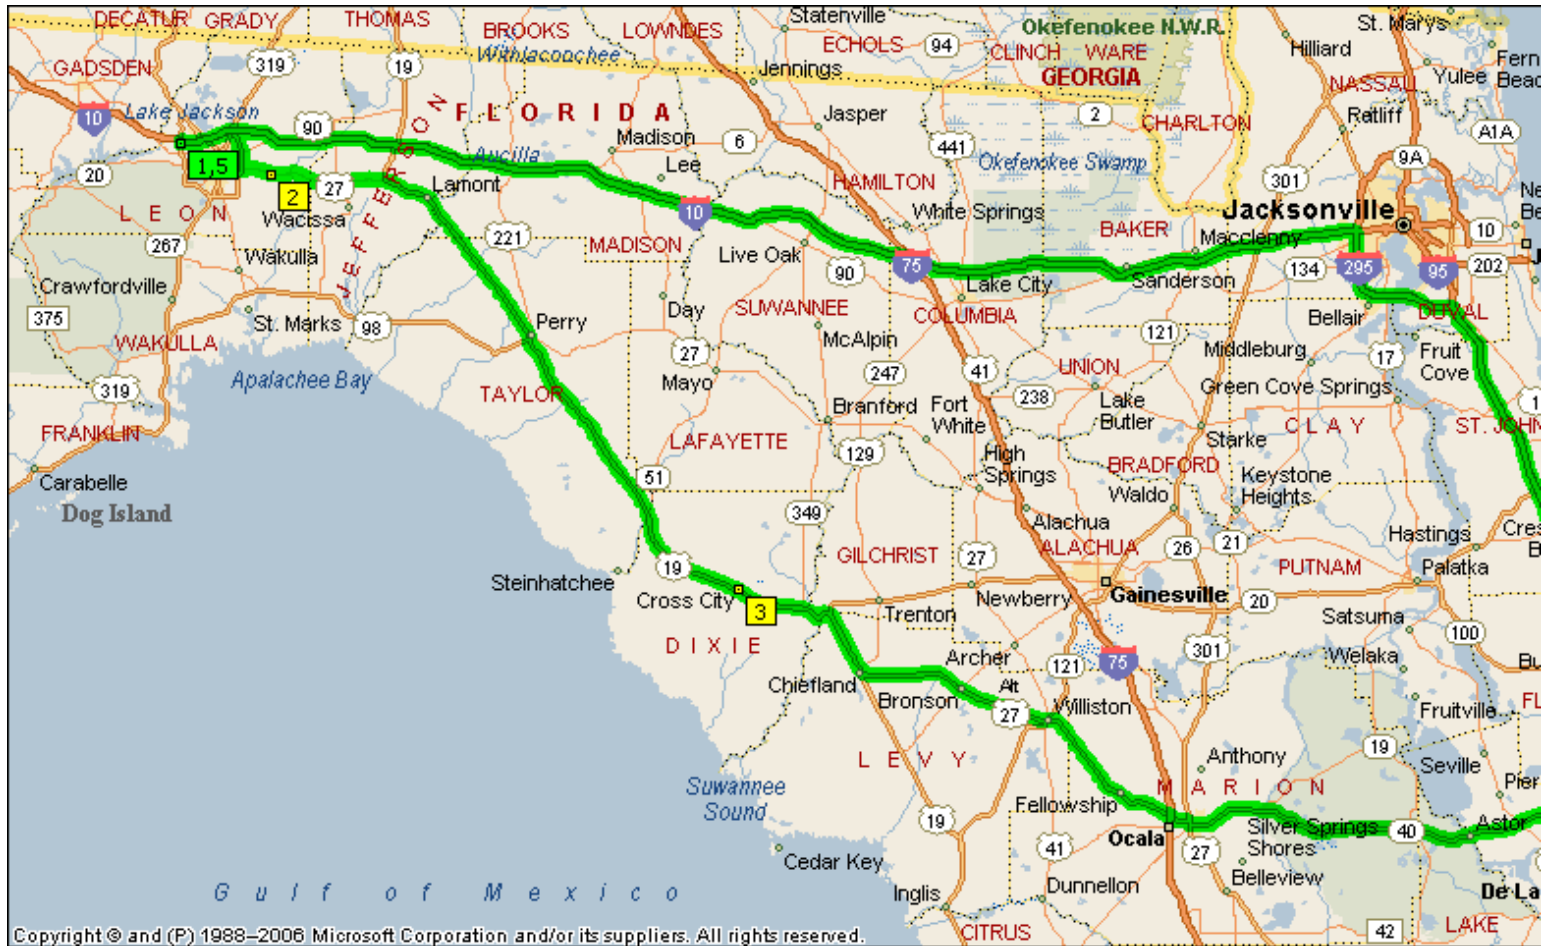 DECATUR
GRADY
THOMAS
BROOKS
LOWNDES
Statenville
ECHOLS
94
Okefenokee N.W.R.
CLINCH
WARE
GEORGIA
St. Marys
Hilliard
NASSAU
Yulee
GADSDEN
319
19
Withlacoochee
Jennings
Lake Jackson
10
90
FLORIDA
Madison
6
Jasper
441
2
CHARLTON
Ratliff
A1A
9A
Okefenokee Swamp
Aucilla
Lee
HAMILTON
301
20
1,5
2
27
Lamont
LEON
Wacissa
JEFFERSON
10
White Springs
BAKER
Jacksonville
10
267
Wakulla
221
MADISON
Live Oak
90
75
Macclenny
134
295
95
202
Crawfordville
375
St. Marks
98
Perry
Day
SUWANNEE
Lake City
COLUMBIA
Sanderson
Bellair
DUVAL
WAKULLA
McAlpin
121
Middleburg
17
Fruit
Cove
Apalachee Bay
319
27
Mayo
247
41
UNION
Green Cove Springs
TAYLOR
Branford
Fort
White
238
Lake
Butler
Starke
CLAY
ST. JOHN
FRANKLIN
LAFAYETTE
129
High
Springs
BRADFORD
Keystone
Heights
Carabelle
Dog Island
51
349
Waldo
Alachua
Hastings
GILCHRIST
27
ALACHUA
26
21
PUTNAM
Palatka
Steinhatchee
19
Cross City
3
Trenton
Newberry
Gainesville
20
Satsuma
100
DIXIE
Archer
121
75
301
Welaka
Chiefland
Bronson
Alt
27
Williston
Fruitville
LEVY
Anthony
19
Seville
Suwannee
Sound
Fellowship
MARION
19
Ocala
Silver Springs
Shores
40
Astor
Cedar Key
41
27
Belleview
Gulf of Mexico
Inglis
Dunnellon
42
LAKE
CITRUS
Copyright © and (P) 1988–2006 Microsoft Corporation and/or its suppliers. All rights reserved.